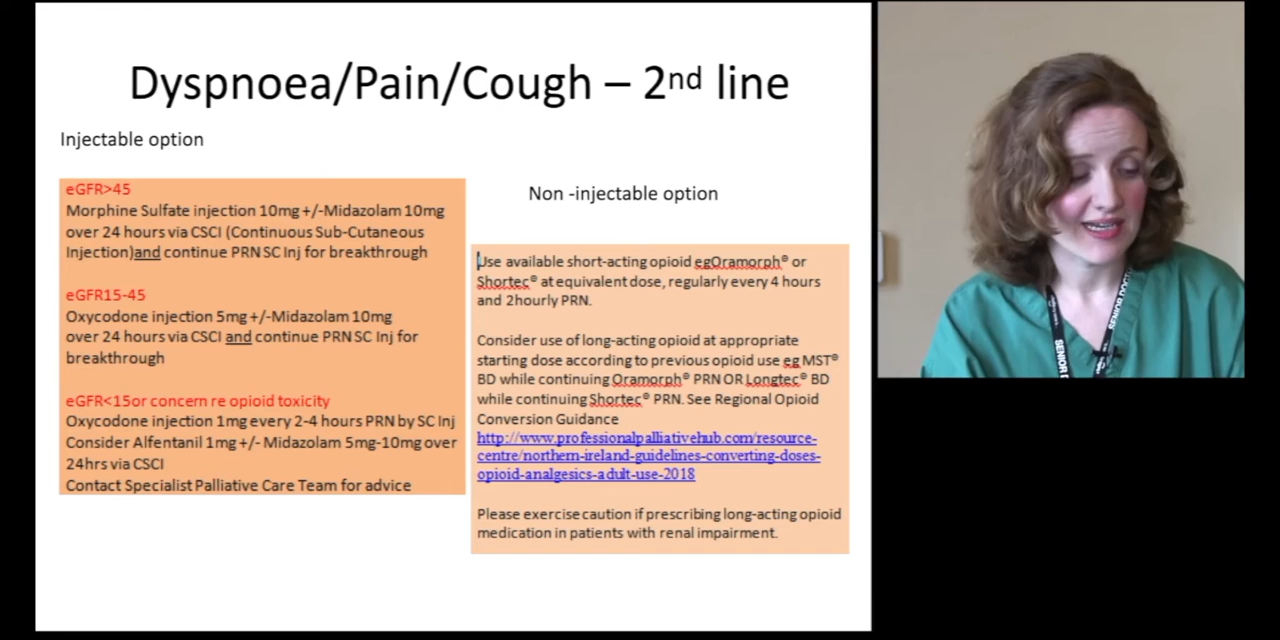 Dyspnoea/Pain/Cough – 2nd line
Injectable option
eGFR>45
Morphine Sulfate injection 10mg +/-Midazolam 10mg
over 24 hours via CSCI (Continuous Sub-Cutaneous
Injection)and continue PRN SC Inj for breakthrough
eGFR15-45
Oxycodone injection 5mg +/-Midazolam 10mg
over 24 hours via CSCI and continue PRN SC Inj for
breakthrough
eGFR<15or concern re opioid toxicity
Oxycodone injection 1mg every 2-4 hours PRN by SC Inj
Consider Alfentanil 1mg +/- Midazolam 5mg-10mg over
24hrs via CSCI
Contact Specialist Palliative Care Team for advice
Non -injectable option
Use available short-acting opioid egOramorph® or
Shortec® at equivalent dose, regularly every 4 hours
and 2hourly PRN.
Consider use of long-acting opioid at appropriate
starting dose according to previous opioid use eg MST®
BD while continuing Oramorph® PRN OR Longtec® BD
while continuing Shortec® PRN. See Regional Opioid
Conversion Guidance
http://www.professionalpalliativehub.com/resource-
centre/northern-ireland-guidelines-converting-doses-
opioid-analgesics-adult-use-2018
Please exercise caution if prescribing long-acting opioid
medication in patients with renal impairment.
SENIOR